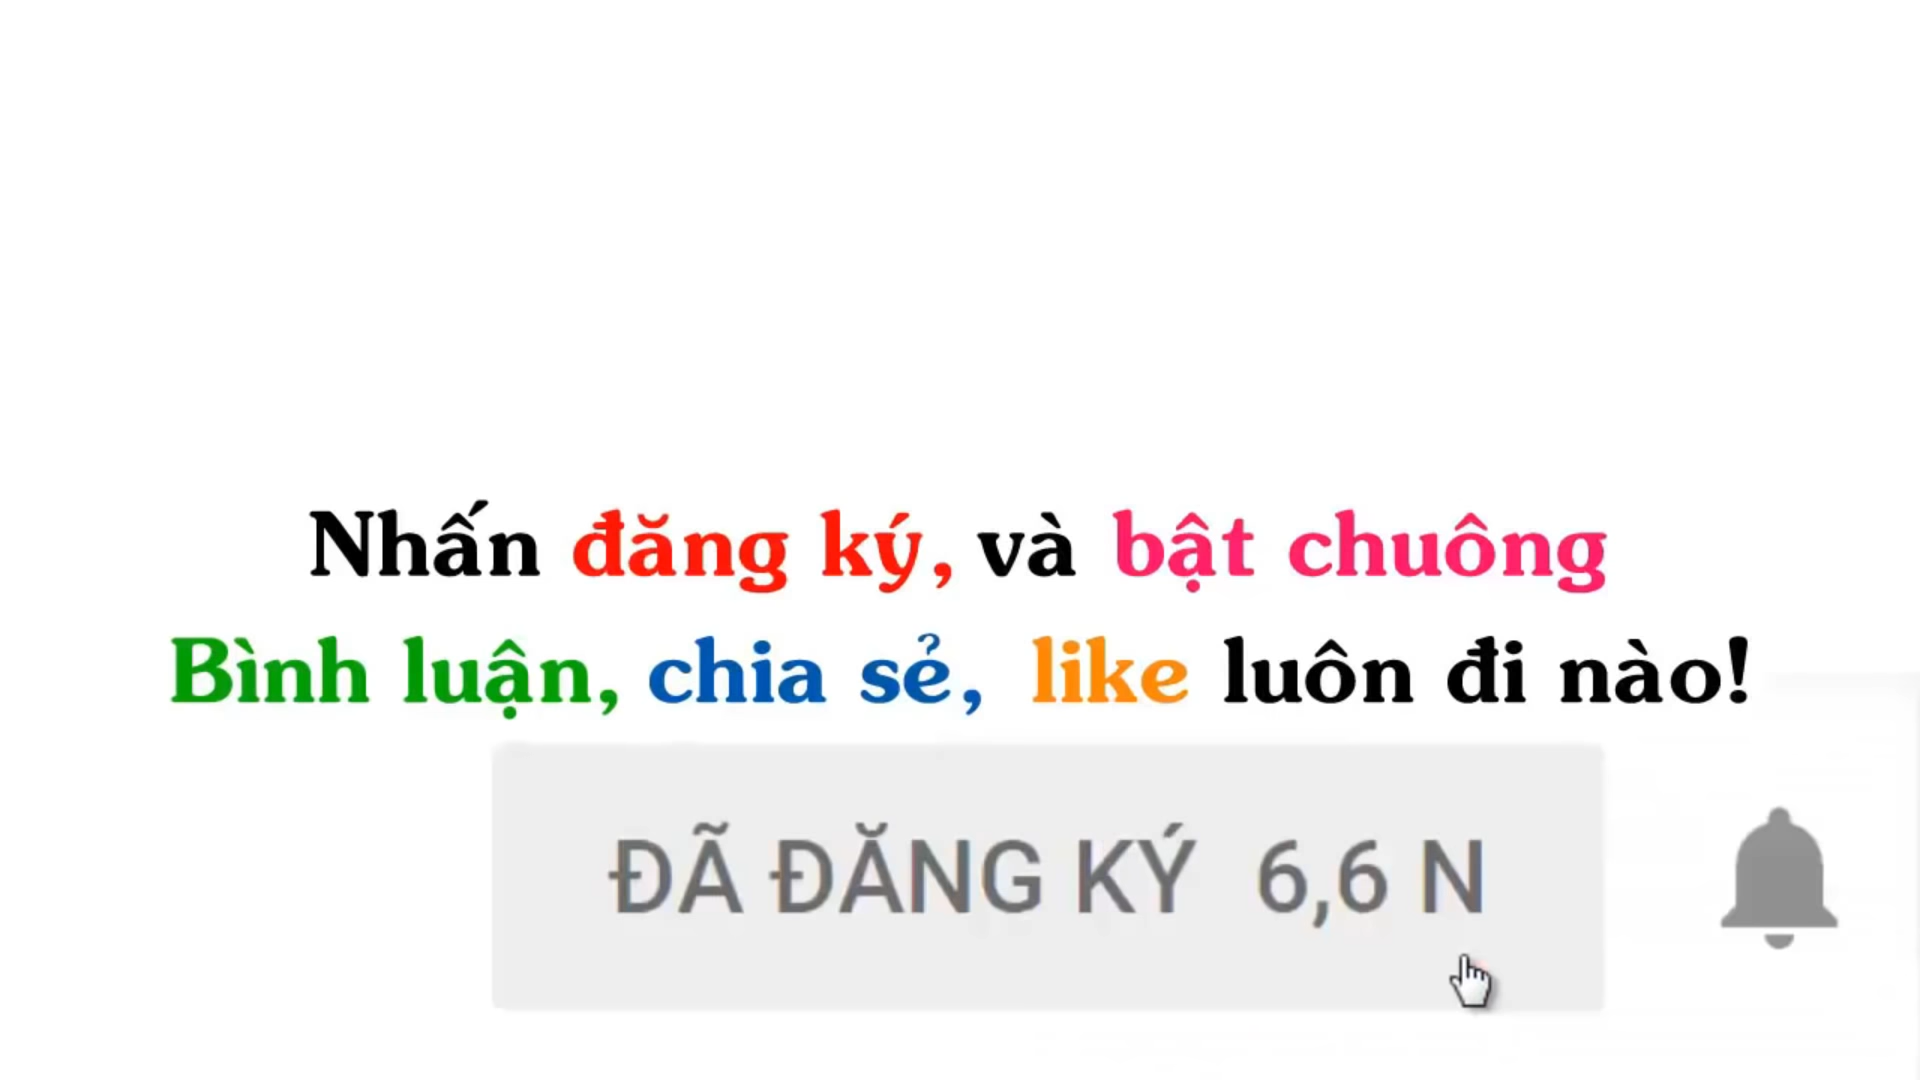 Nhấn đăng ký, và bật chuông
Bình luận, chia sẻ, like luôn đi nào!
ĐÃ ĐĂNG KÝ 6,6 N